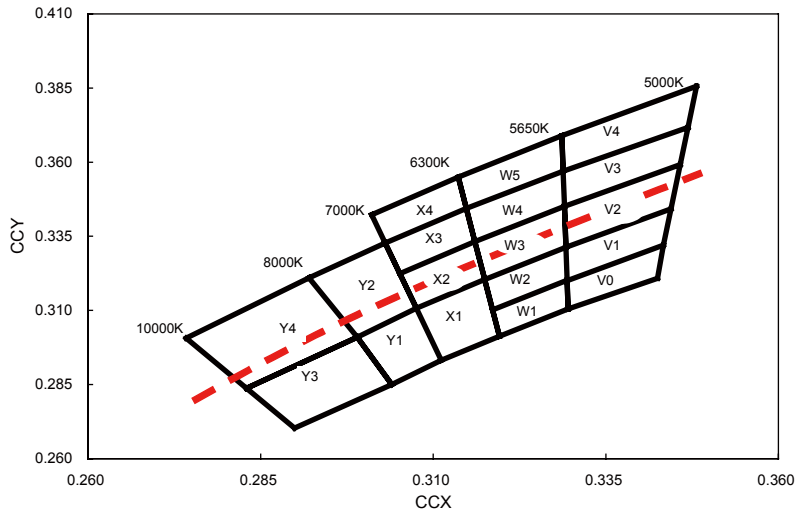 0.410
0.385
0.360
0.335
0.310
0.285
0.260
CCY
5000K
5650K
6300K
7000K
8000K
10000K
V4
V3
V2
V1
V0
W5
W4
W3
W2
W1
X4
X3
X2
X1
Y2
Y1
Y4
Y3
0.260
0.285
0.310
0.335
0.360
CCX